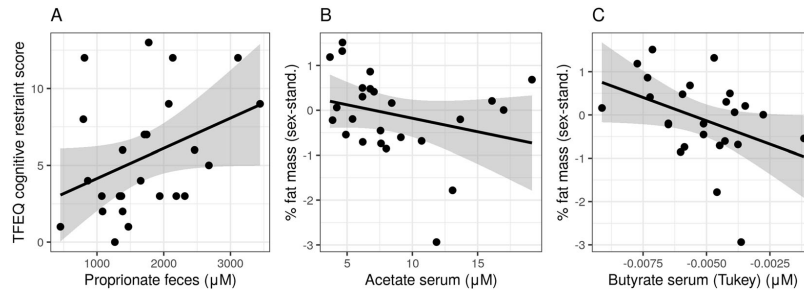 A
TFEQ cognitive restraint score
10
5
0
1000 2000 3000
Proprionate feces (µM)
B
% fat mass (sex-stand.)
1
0
-1
-2
-3
5 10 15
Acetate serum (µM)
C
% fat mass (sex-stand.)
1
0
-1
-2
-3
-0.0075 -0.0050 -0.0025
Butyrate serum (Tukey) (µM)